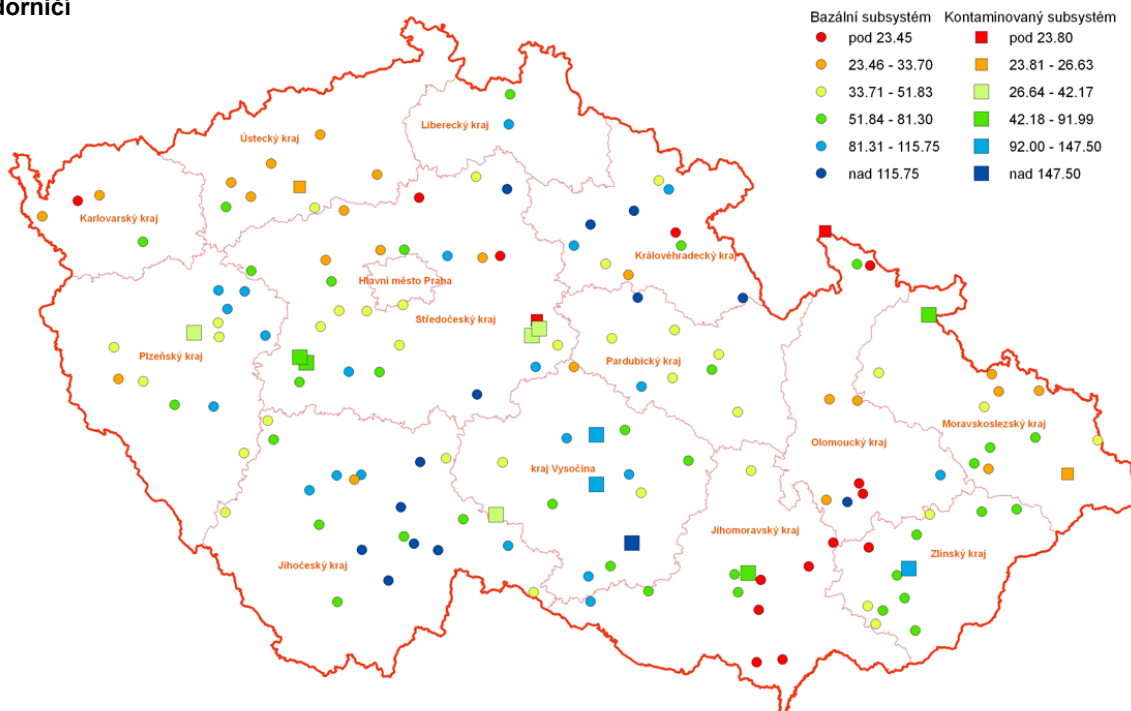 Bazální subsystém Kontaminovaný subsystém
pod 23.45 pod 23.80
23.46 - 33.70 23.81 - 26.63
33.71 - 51.83 26.64 - 42.17
51.84 - 81.30 42.18 - 91.99
81.31 - 115.75 92.00 - 147.50
nad 115.75 nad 147.50
Liberecký kraj
Ústecký kraj
Karlovarský kraj
Královéhradecký kraj
Hlavní město Praha
Středočeský kraj
Plzeňský kraj
Pardubický kraj
Moravskoslezský kraj
Olomoucký kraj
kraj Vysočina
Jihomoravský kraj
Zlínský kraj
Jihočeský kraj